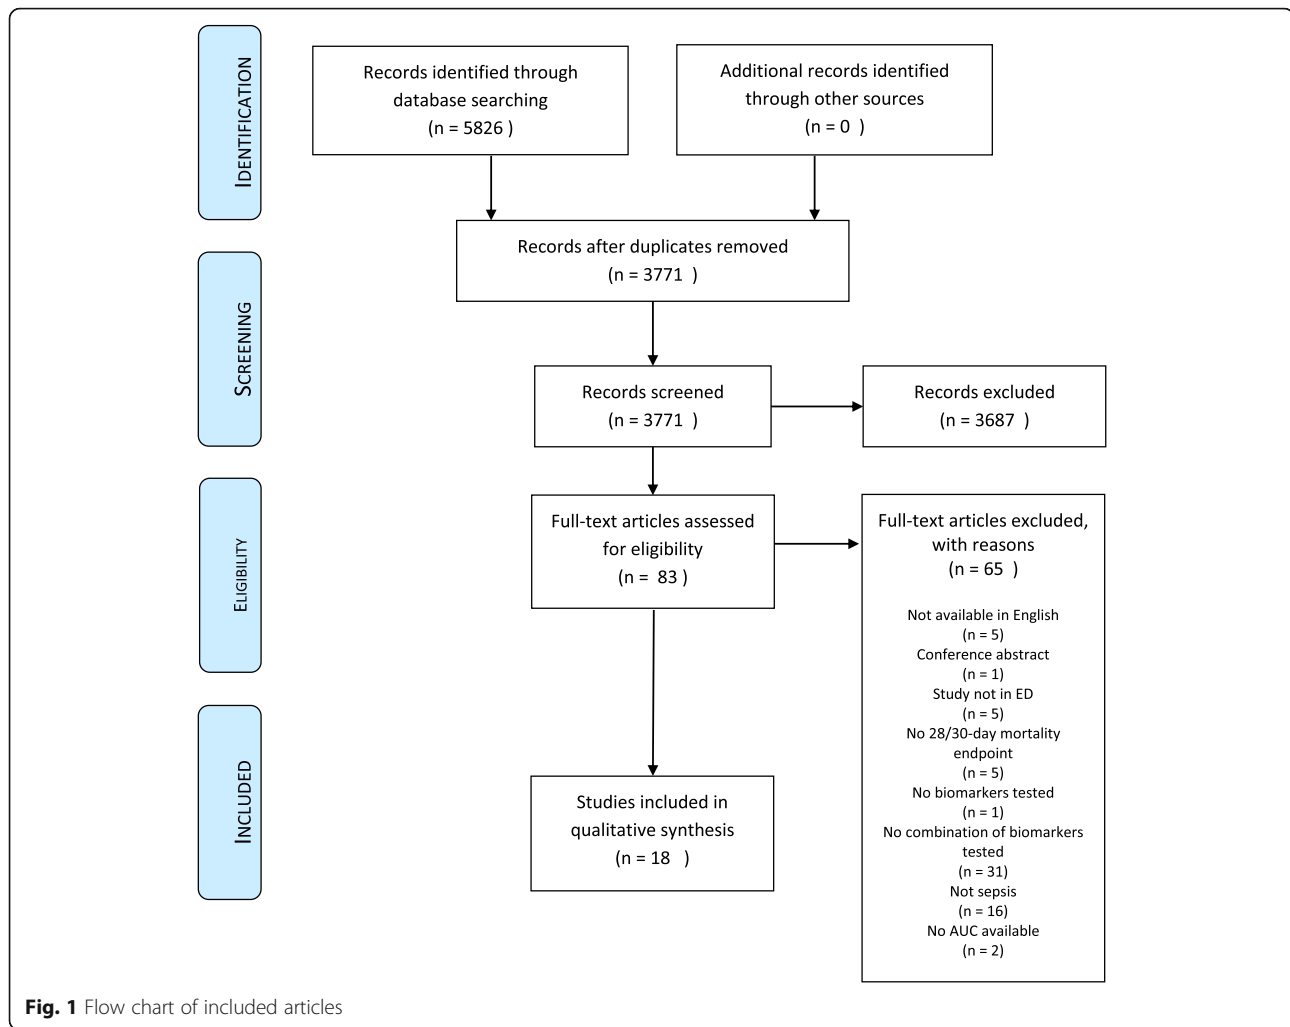 IDENTIFICATION
Records identified through
database searching
(n = 5826 )
Additional records identified
through other sources
(n = 0 )
Records after duplicates removed
(n = 3771 )
SCREENING
Records screened
(n = 3771 )
Records excluded
(n = 3687 )
ELIGIBILITY
Full-text articles assessed
for eligibility
(n = 83 )
Full-text articles excluded,
with reasons
(n = 65 )
Not available in English
(n = 5)
Conference abstract
(n = 1)
Study not in ED
(n = 5)
No 28/30-day mortality
endpoint
(n = 5)
No biomarkers tested
(n = 1)
No combination of biomarkers
tested
(n = 31)
Not sepsis
(n = 16)
No AUC available
(n = 2)
INCLUDED
Studies included in
qualitative synthesis
(n = 18 )
Fig. 1 Flow chart of included articles